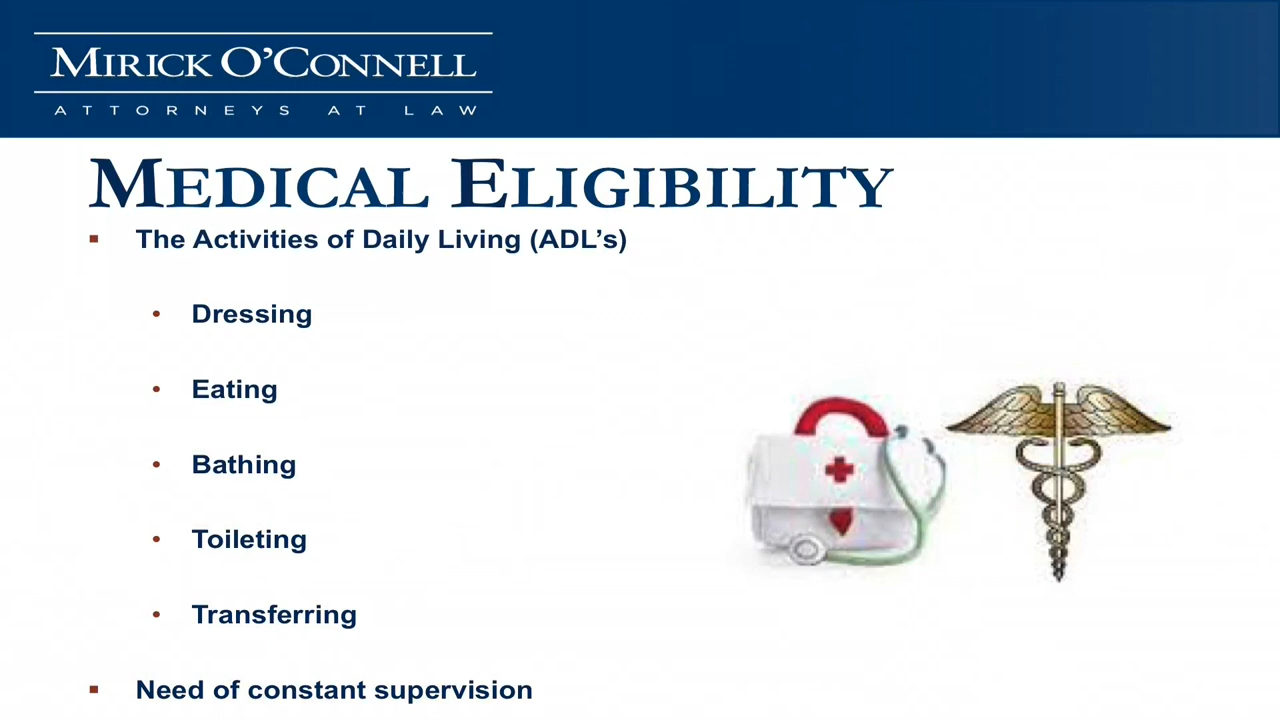 MIRICK O'CONNELL
ATTORNEYS AT LAW
MEDICAL ELIGIBILITY
▪ The Activities of Daily Living (ADL’s)
• Dressing
• Eating
• Bathing
• Toileting
• Transferring
▪ Need of constant supervision